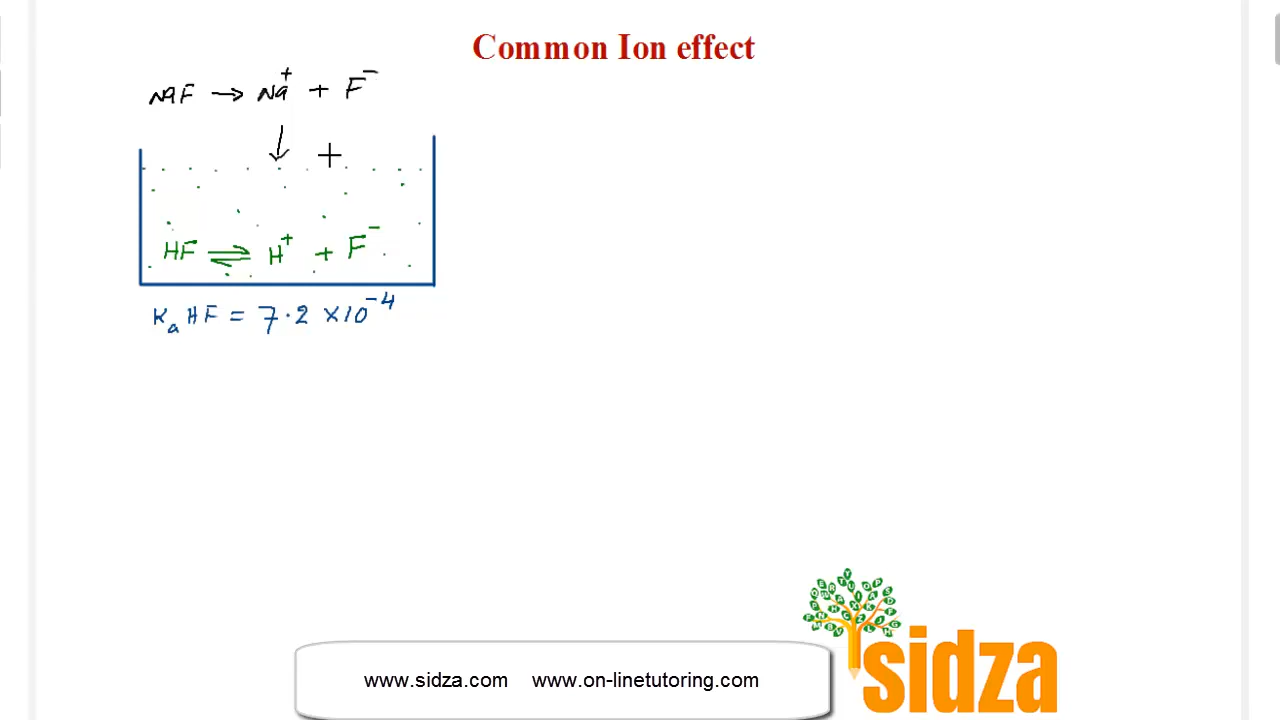 Common Ion effect
NaF → Na⁺ + F⁻
↓ +
HF ⇌ H⁺ + F⁻
Kₐ HF = 7.2 × 10⁻⁴
www.sidza.com www.on-linetutoring.com
sidza